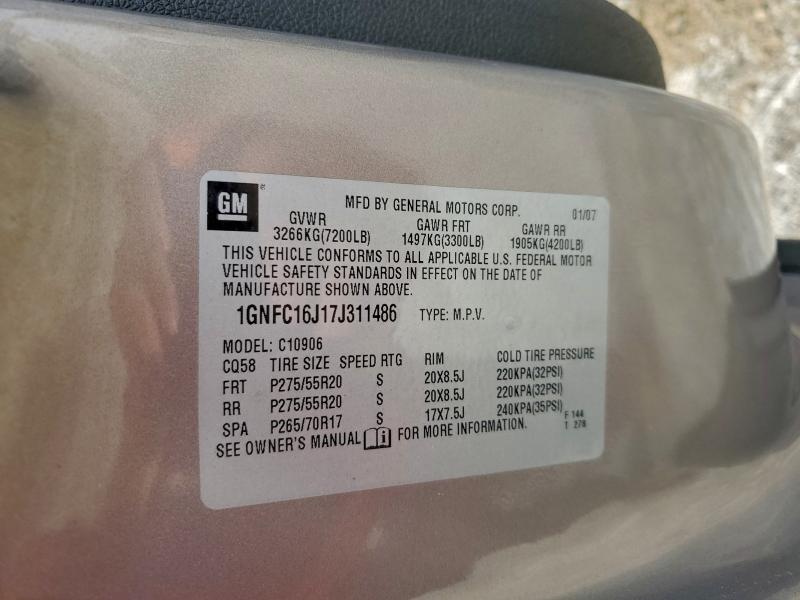 GM
MFD BY GENERAL MOTORS CORP. 01/07
GVWR GAWR FRT GAWR RR
3266KG(7200LB) 1497KG(3300LB) 1905KG(4200LB)
THIS VEHICLE CONFORMS TO ALL APPLICABLE U.S. FEDERAL MOTOR
VEHICLE SAFETY STANDARDS IN EFFECT ON THE DATE OF
MANUFACTURE SHOWN ABOVE.
1GNFC16J17J311486 TYPE: M.P.V.
MODEL: C10906
CQ58 TIRE SIZE SPEED RTG RIM COLD TIRE PRESSURE
FRT P275/55R20 S 20X8.5J 220KPA(32PSI)
RR P275/55R20 S 20X8.5J 220KPA(32PSI)
SPA P265/70R17 S 17X7.5J 240KPA(35PSI)
SEE OWNER'S MANUAL i FOR MORE INFORMATION.
F 144
T 278